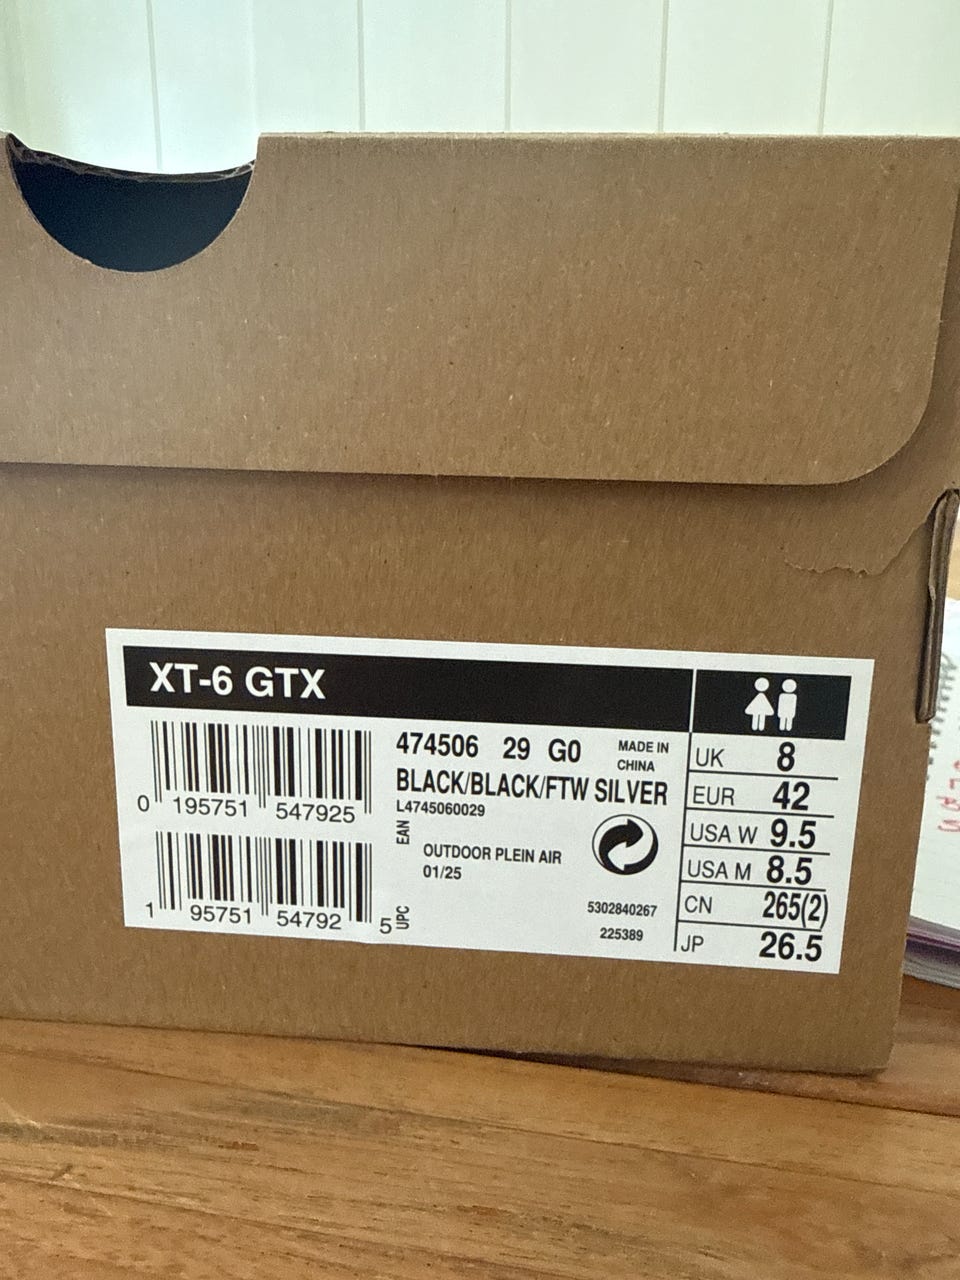 XT-6 GTX
474506 29 G0
MADE IN
CHINA
BLACK/BLACK/FTW SILVER
L4745060029
0 195751 547925
EAN
OUTDOOR PLEIN AIR
01/25
1 95751 54792 5
UPC
5302840267
225389
UK 8
EUR 42
USA W 9.5
USA M 8.5
CN 265(2)
JP 26.5